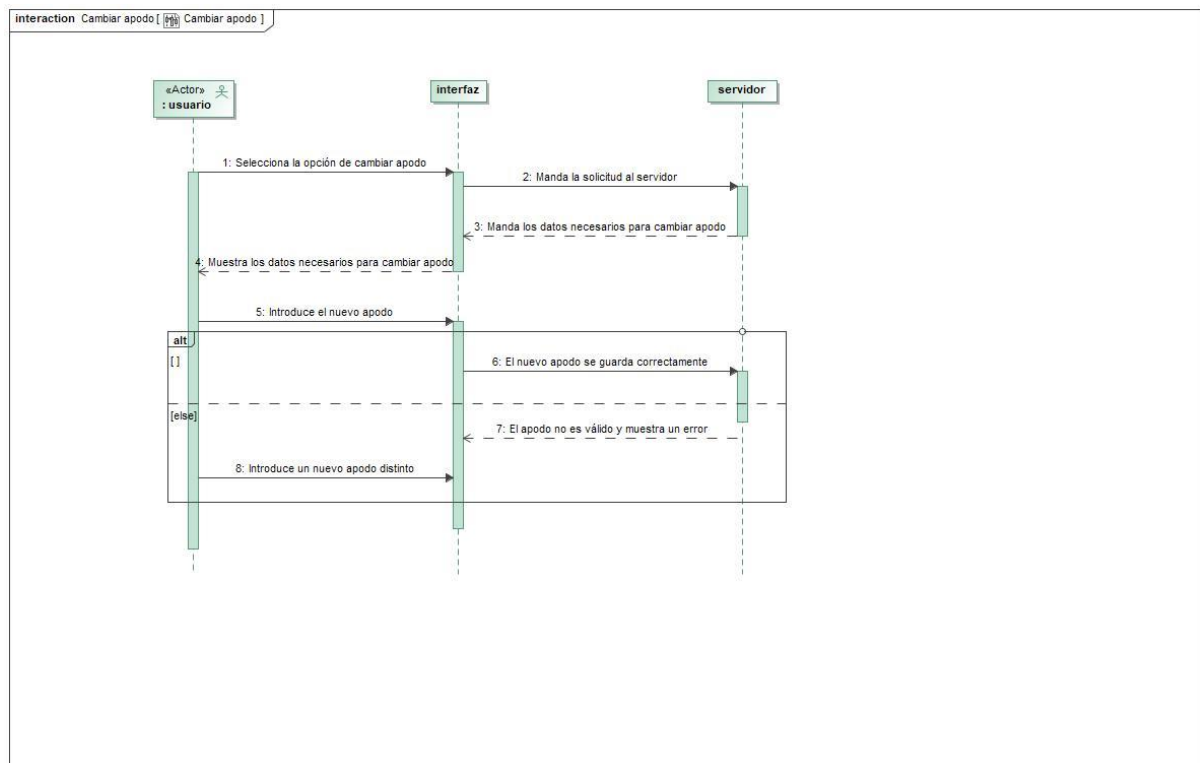 interaction Cambiar apodo [ Cambiar apodo ]
«Actor»
: usuario
interfaz
servidor
1: Selecciona la opción de cambiar apodo
2: Manda la solicitud al servidor
3: Manda los datos necesarios para cambiar apodo
4: Muestra los datos necesarios para cambiar apodo
5: Introduce el nuevo apodo
alt
[ ]
6: El nuevo apodo se guarda correctamente
[else]
7: El apodo no es válido y muestra un error
8: Introduce un nuevo apodo distinto